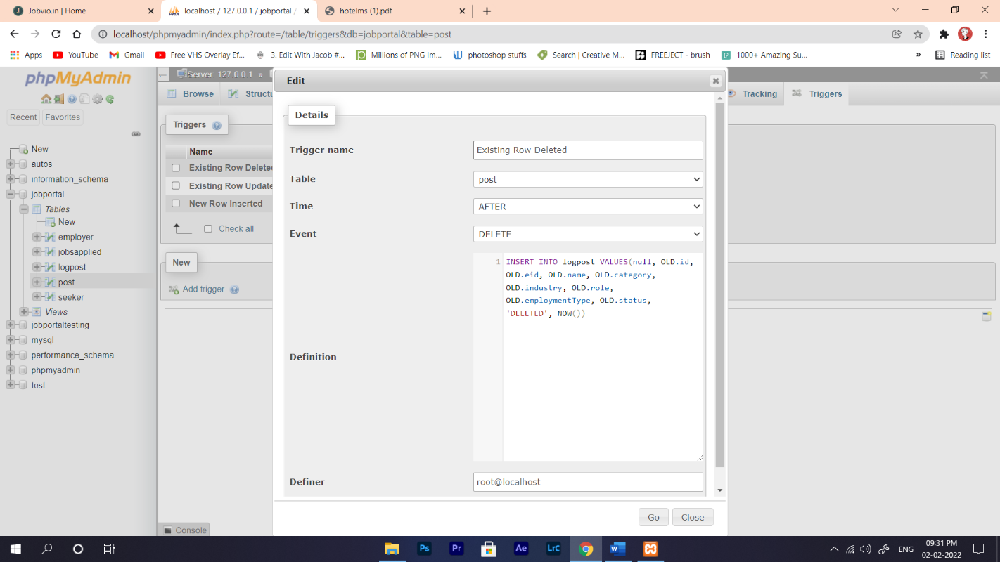 Jobvio.in | Home
localhost / 127.0.0.1 / jobportal /
hotelms (1).pdf
localhost/phpmyadmin/index.php?route=/table/triggers&db=jobportal&table=post
Apps
YouTube
Gmail
Free VHS Overlay Ef...
3. Edit With Jacob #...
Millions of PNG Im...
photoshop stuffs
Search | Creative M...
FREEJECT - brush
1000+ Amazing Su...
»
Reading list
phpMyAdmin
Recent
Favorites
New
autos
information_schema
jobportal
Tables
New
employer
jobsapplied
logpost
post
seeker
Views
jobportaltesting
mysql
performance_schema
phpmyadmin
test
Server: 127.0.0.1 »
Browse
Structu
Tracking
Triggers
Triggers
Name
Existing Row Delete
Existing Row Update
New Row Inserted
Check all
New
Add trigger
Console
Edit
Details
Trigger name
Existing Row Deleted
Table
post
Time
AFTER
Event
DELETE
Definition
1 INSERT INTO logpost VALUES(null, OLD.id,
OLD.eid, OLD.name, OLD.category,
OLD.industry, OLD.role,
OLD.employmentType, OLD.status,
'DELETED', NOW())
Definer
root@localhost
Go
Close
Ps
Pr
Ae
LrC
ENG
09:31 PM
02-02-2022